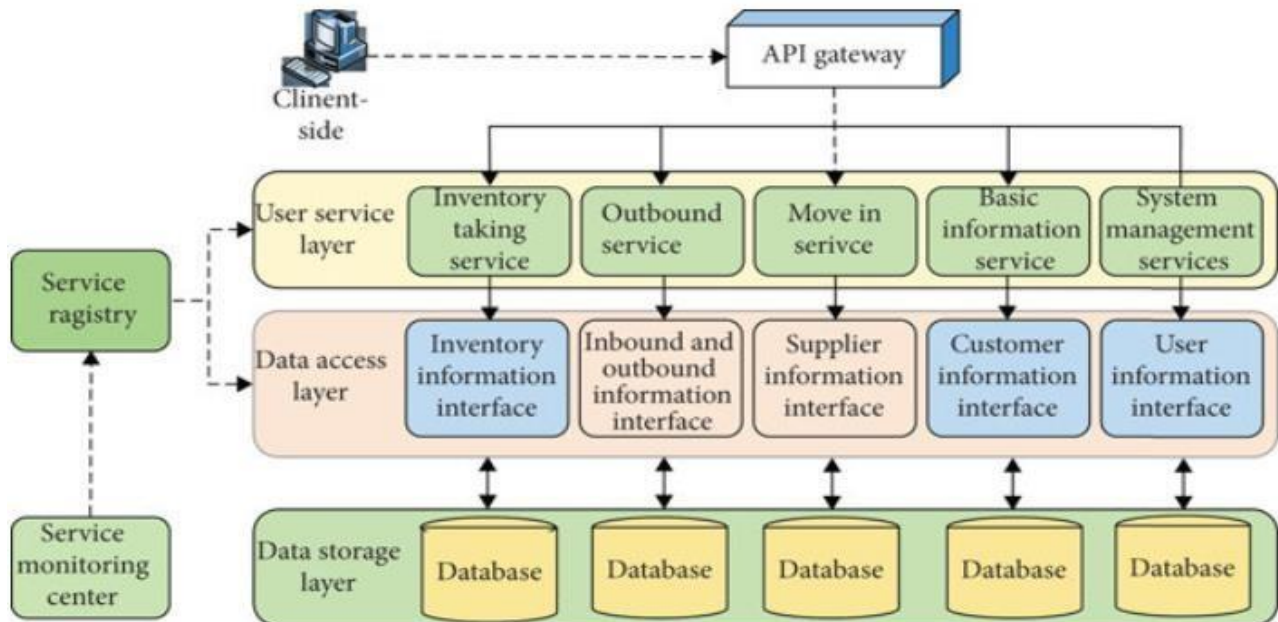 API gateway
Clinent-
side
User service
layer
Inventory
taking
service
Outbound
service
Move in
serivce
Basic
information
service
System
management
services
Service
ragistry
Data access
layer
Inventory
information
interface
Inbound and
outbound
information
interface
Supplier
information
interface
Customer
information
interface
User
information
interface
Service
monitoring
center
Data storage
layer
Database
Database
Database
Database
Database